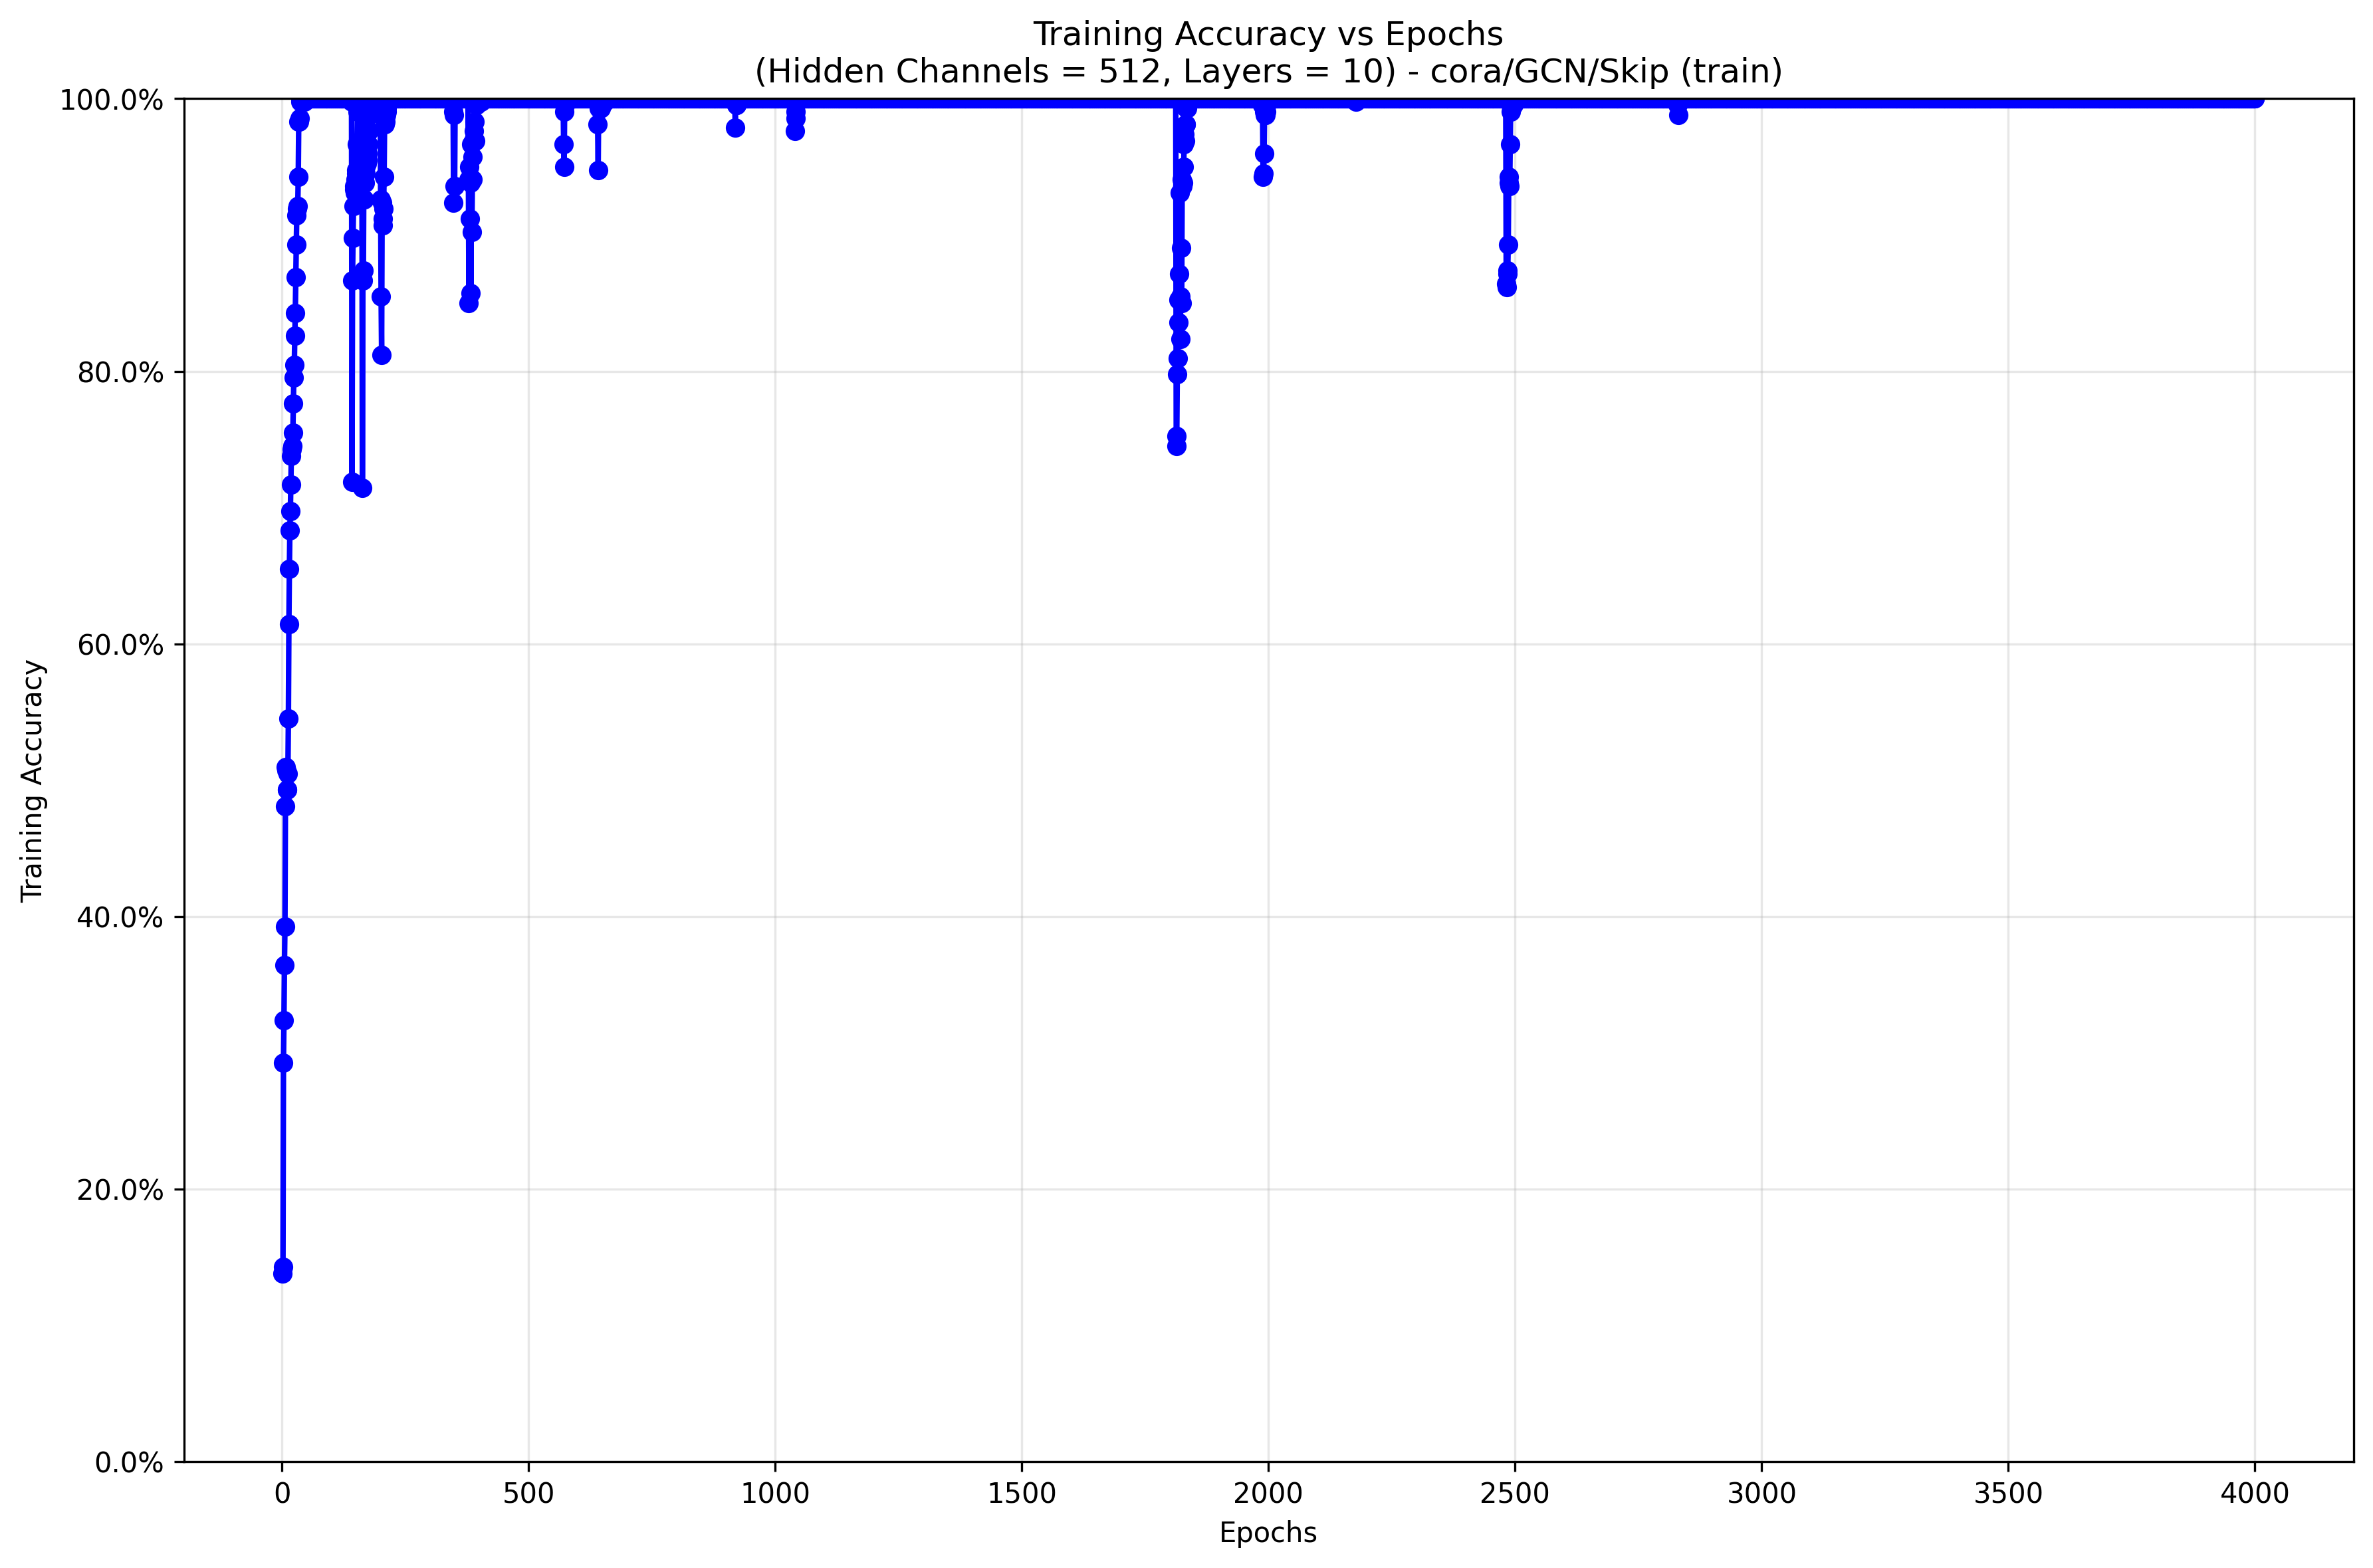 Training Accuracy vs Epochs
(Hidden Channels = 512, Layers = 10) - cora/GCN/Skip (train)
100.0%
80.0%
60.0%
40.0%
20.0%
0.0%
Training Accuracy
0 500 1000 1500 2000 2500 3000 3500 4000
Epochs